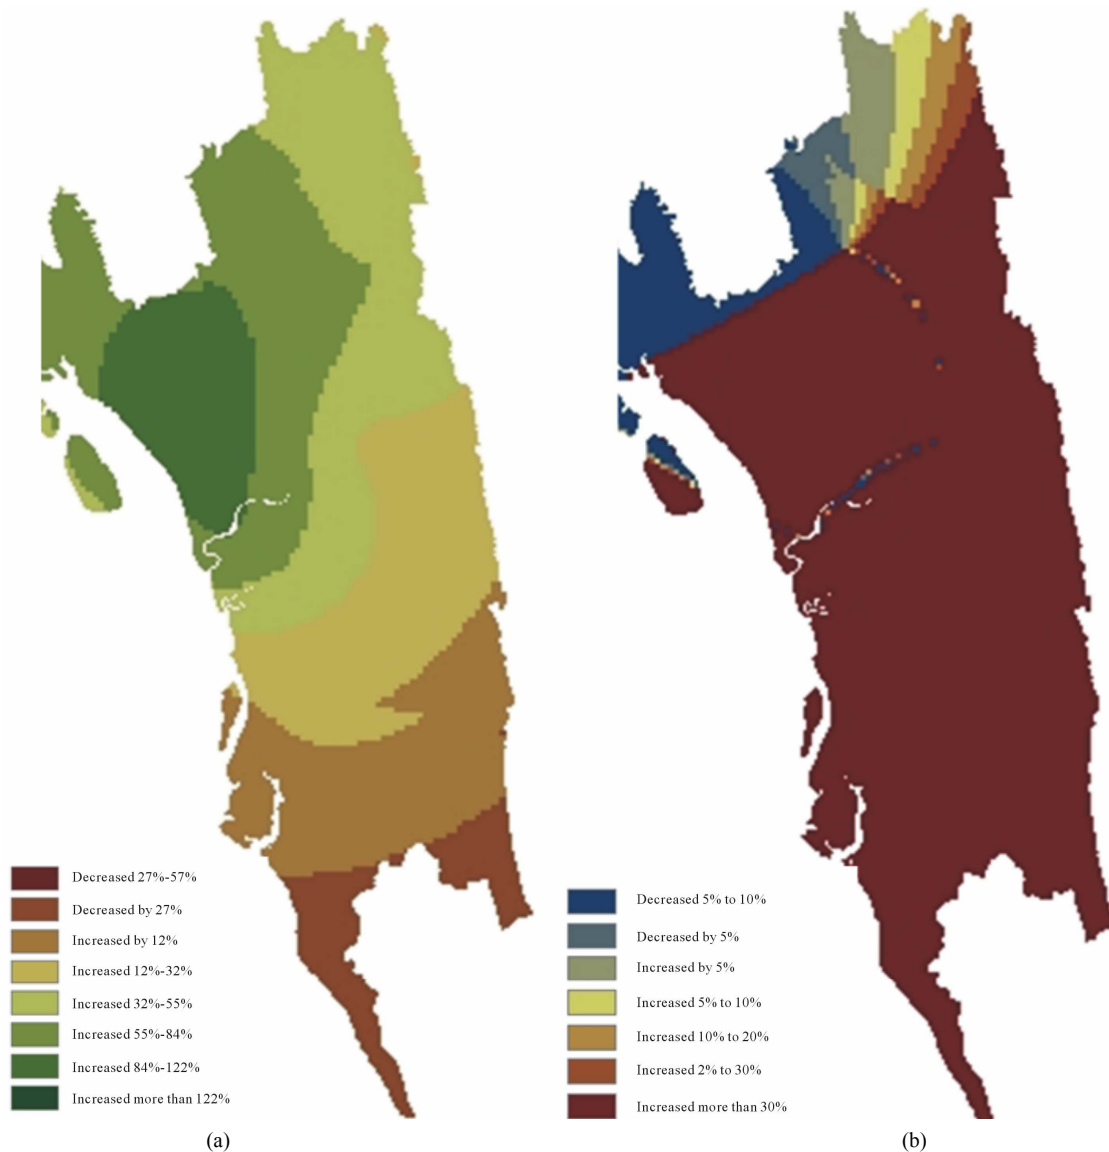 Decreased 27%-57%
Decreased by 27%
Increased by 12%
Increased 12%-32%
Increased 32%-55%
Increased 55%-84%
Increased 84%-122%
Increased more than 122%
(a)
Decreased 5% to 10%
Decreased by 5%
Increased by 5%
Increased 5% to 10%
Increased 10% to 20%
Increased 2% to 30%
Increased more than 30%
(b)